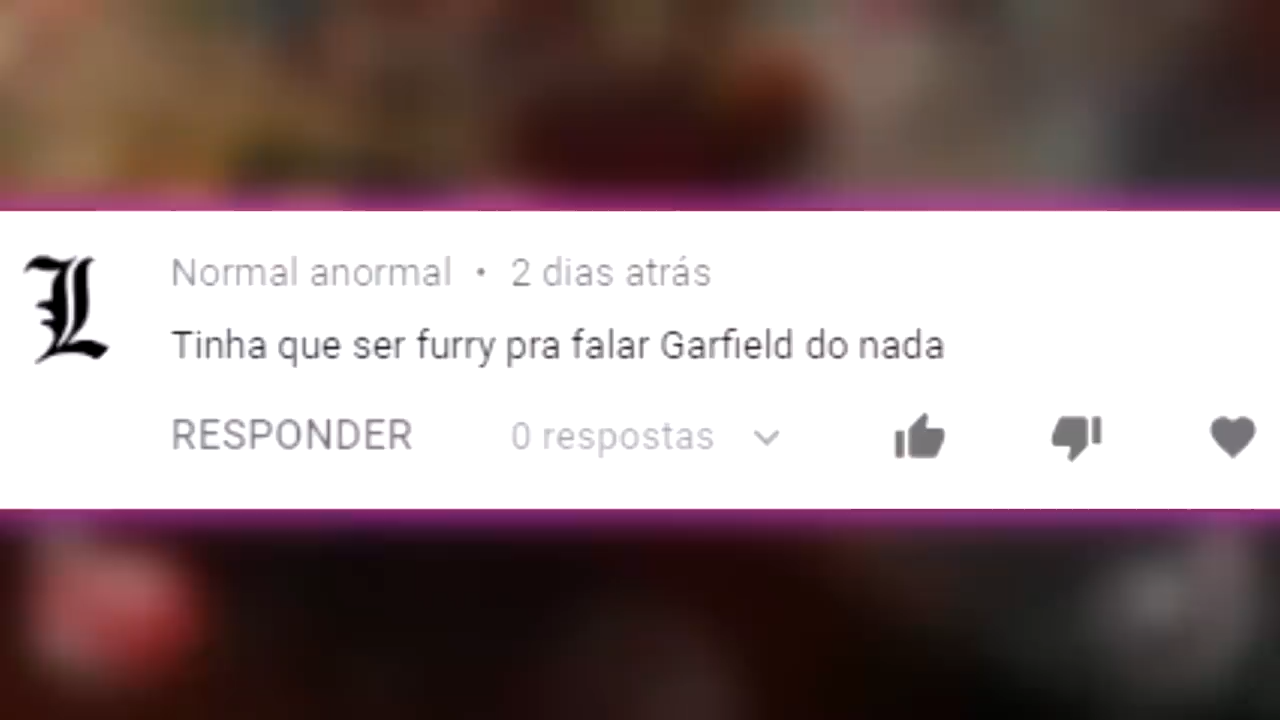 L
Normal anormal • 2 dias atrás
Tinha que ser furry pra falar Garfield do nada
RESPONDER 0 respostas